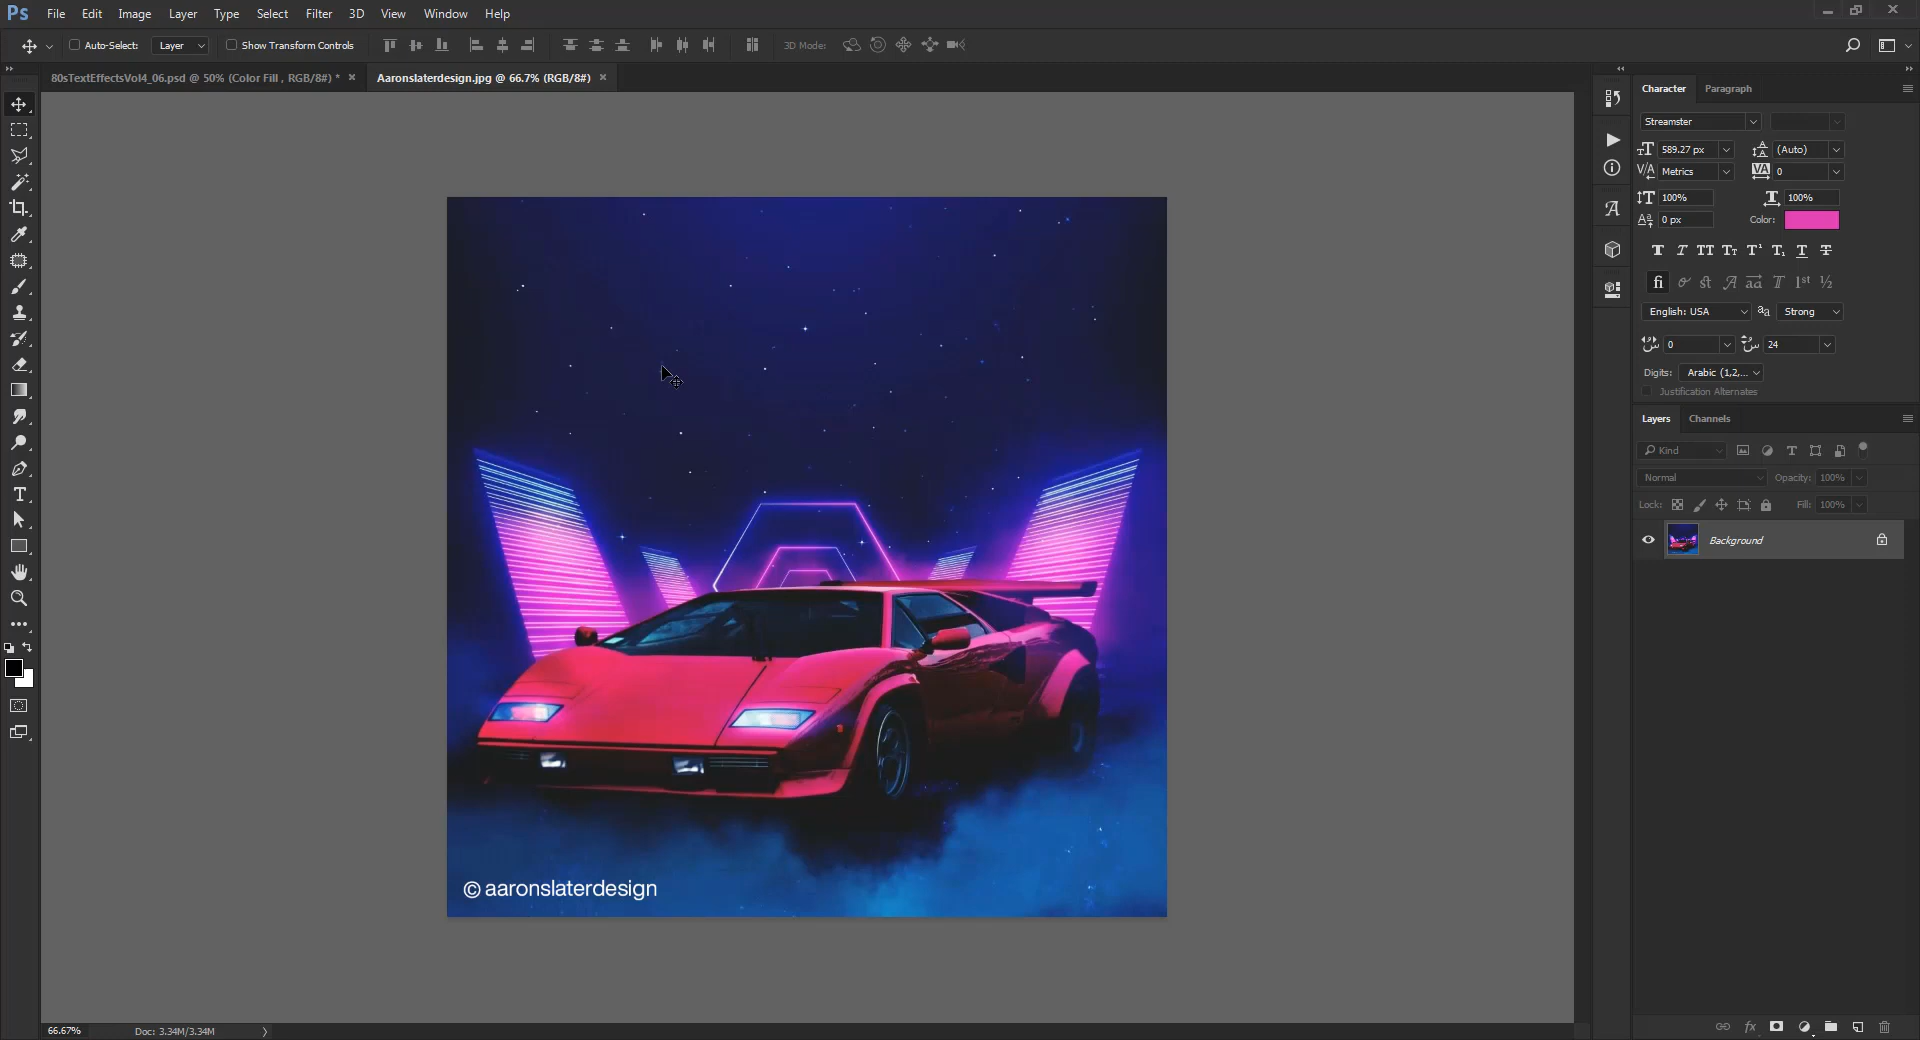 Ps File Edit Image Layer Type Select Filter 3D View Window Help
Auto-Select: Layer Show Transform Controls 3D Mode:
80sTextEffectsVol4_06.psd @ 50% (Color Fill , RGB/8#) * × Aaronslaterdesign.jpg @ 66.7% (RGB/8#) ×
© aaronslaterdesign
66.67% Doc: 3.34M/3.34M
Character Paragraph
Streamster
589.27 px (Auto)
Metrics 0
100% 100%
0 px Color:
English: USA Strong
0 24
Digits: Arabic (1,2,...
Justification Alternates
Layers Channels
Kind
Normal Opacity: 100%
Lock: Fill: 100%
Background
fx